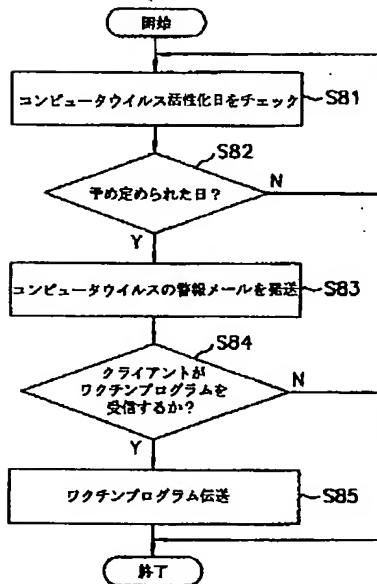 開始
コンピュータウイルス活性化日をチェック
S81
S82
予め定められた日?
N
Y
コンピュータウイルスの警報メールを発送
S83
S84
クライアントが
ワクチンプログラムを
受信するか?
N
Y
ワクチンプログラム伝送
S85
終了